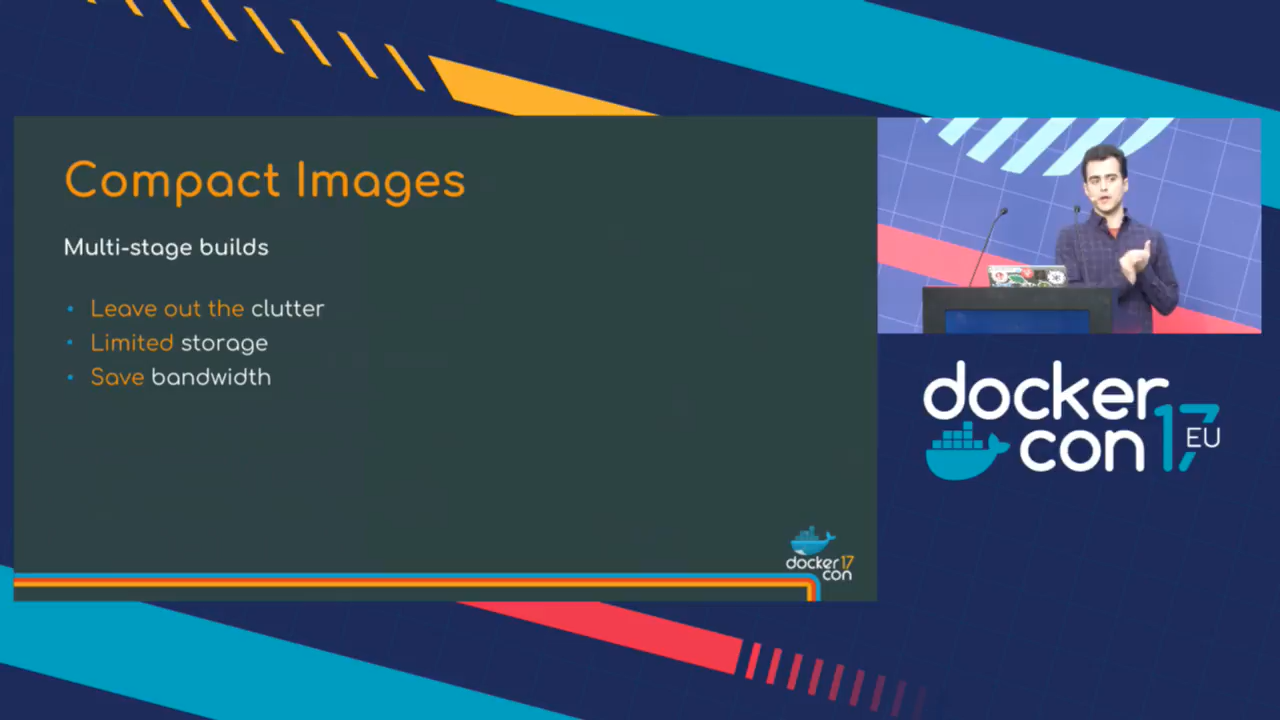 Compact Images
Multi-stage builds
• Leave out the clutter
• Limited storage
• Save bandwidth
docker 17
con
docker
con 17 EU